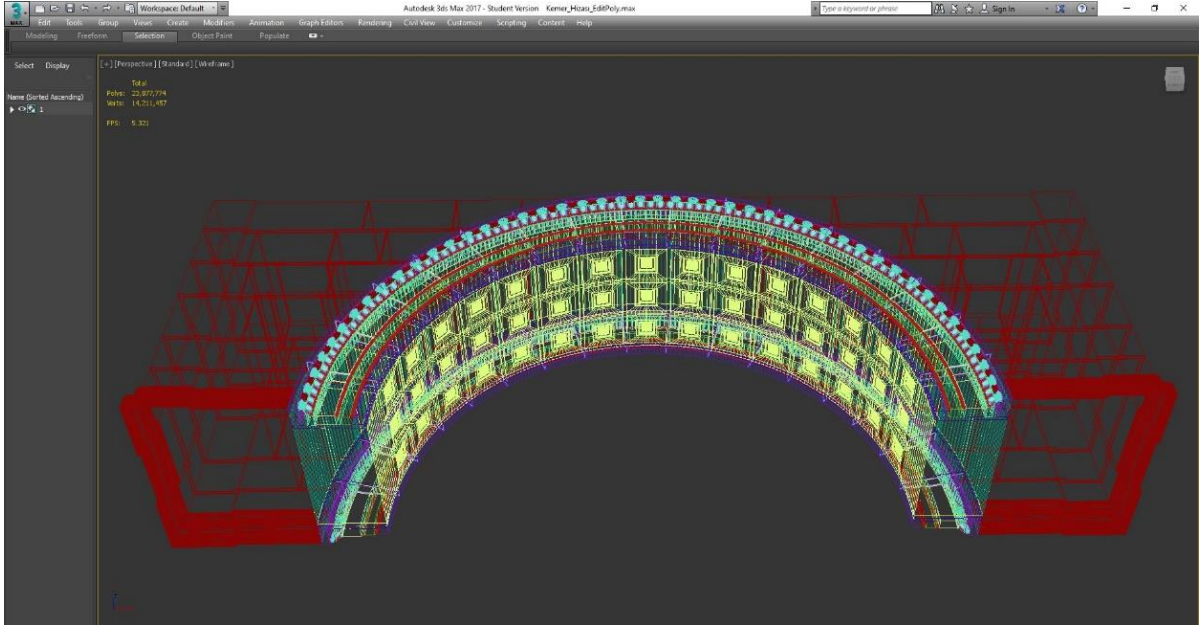 3
MAX
Workspace: Default
Autodesk 3ds Max 2017 - Student Version Kemer_Hizası_EditPoly.max
Type a keyword or phrase
Sign In
Edit Tools Group Views Create Modifiers Animation Graph Editors Rendering Civil View Customize Scripting Content Help
Modeling Freeform Selection Object Paint Populate
Select Display
[+] [Perspective] [Standard] [Wireframe]
Total
Polys: 23,877,774
Verts: 14,211,457
FPS: 5.321
Name (Sorted Ascending)
1